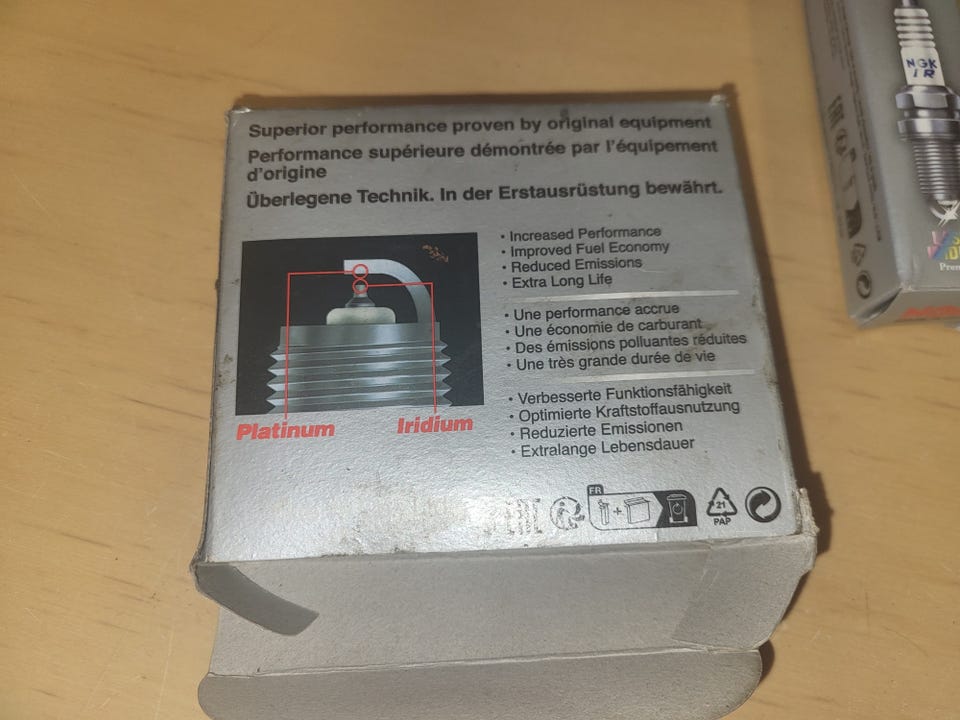 Superior performance proven by original equipment
Performance supérieure démontrée par l'équipement
d'origine
Überlegene Technik. In der Erstausrüstung bewährt.
• Increased Performance
• Improved Fuel Economy
• Reduced Emissions
• Extra Long Life
• Une performance accrue
• Une économie de carburant
• Des émissions polluantes réduites
• Une très grande durée de vie
• Verbesserte Funktionsfähigkeit
• Optimierte Kraftstoffausnutzung
• Reduzierte Emissionen
• Extralange Lebensdauer
Platinum
Iridium
EAC
FR
+
21
PAP
NGK
IR